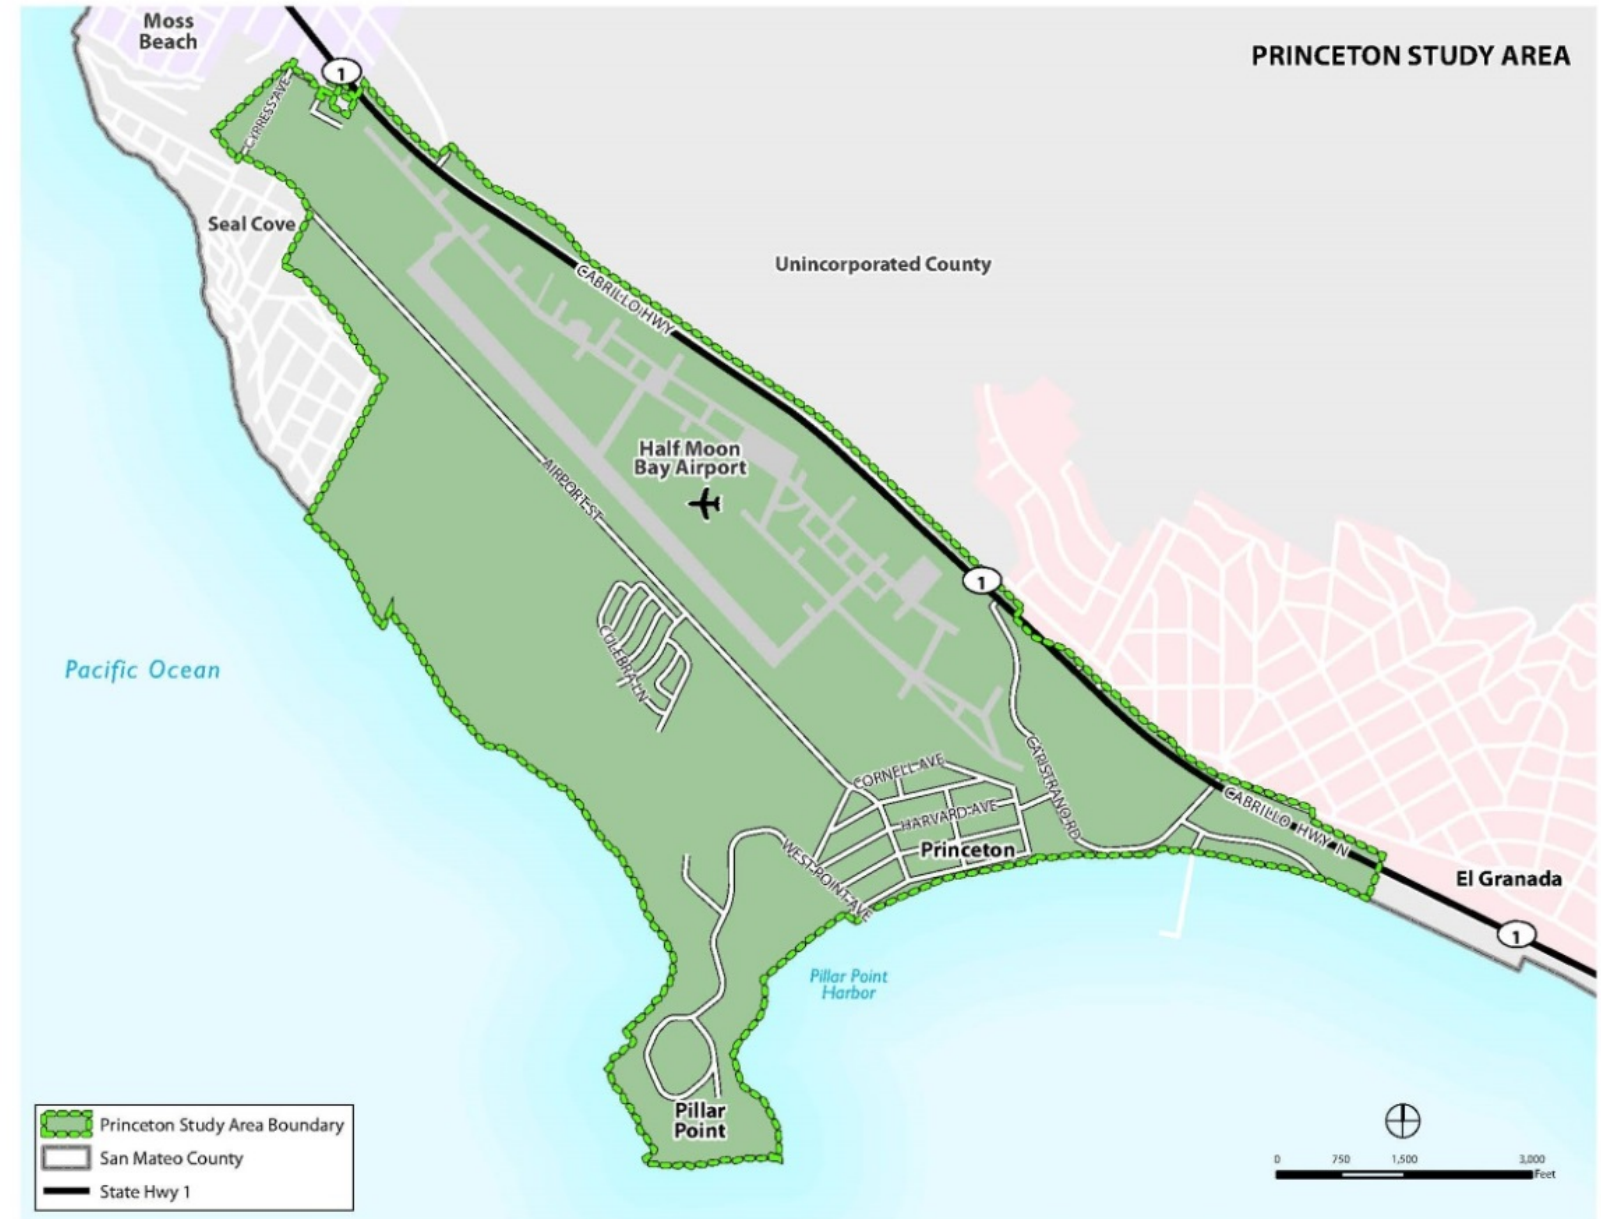 Moss
Beach
PRINCETON STUDY AREA
1
CYPRESS AVE
Seal Cove
Unincorporated County
CABRILLO HWY
Half Moon
Bay Airport
AIRPORT ST
1
CULEBRA LN
Pacific Ocean
CORNELL AVE
CAPISTRANO RD
HARVARD AVE
CABRILLO HWY N
Princeton
WEST POINT AVE
El Granada
1
Pillar Point
Harbor
Pillar
Point
Princeton Study Area Boundary
San Mateo County
State Hwy 1
0 750 1,500 3,000
Feet